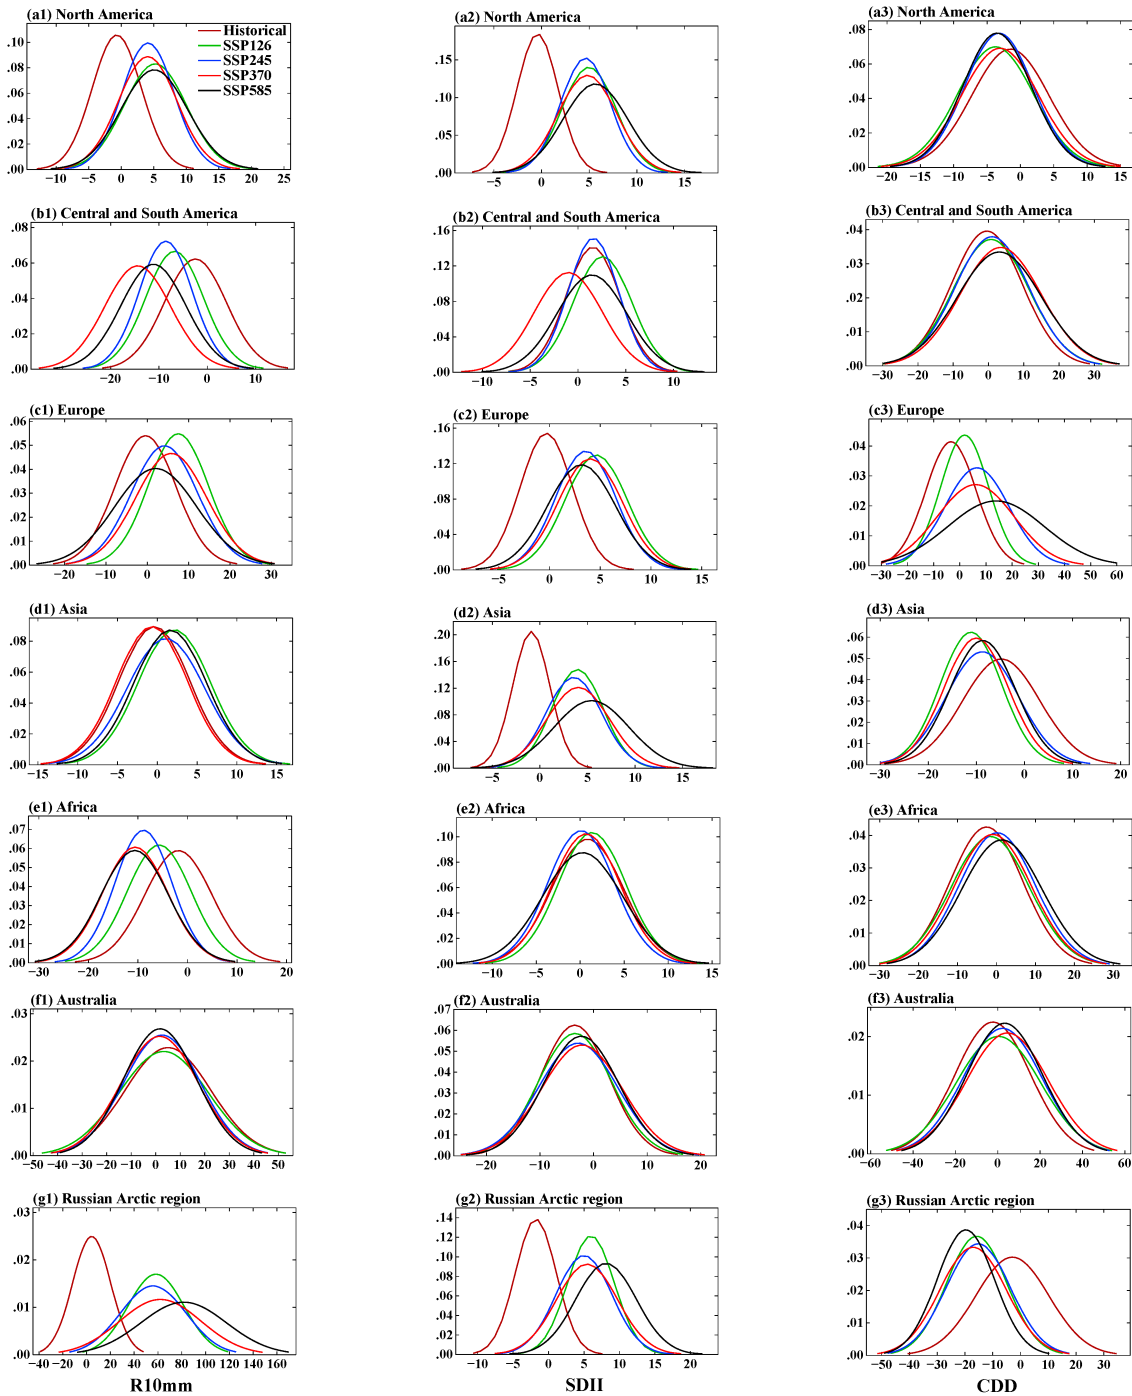 (a1) North America
Historical
SSP126
SSP245
SSP370
SSP585
.10
.08
.06
.04
.02
.00
−10 −5 0 5 10 15 20 25
(a2) North America
.15
.10
.05
.00
−5 0 5 10 15
(a3) North America
.08
.06
.04
.02
.00
−20 −15 −10 −5 0 5 10 15
(b1) Central and South America
.08
.06
.04
.02
.00
−20 −10 0 10
(b2) Central and South America
.16
.12
.08
.04
.00
−10 −5 0 5 10
(b3) Central and South America
.04
.03
.02
.01
.00
−30 −20 −10 0 10 20 30
(c1) Europe
.06
.05
.04
.03
.02
.01
.00
−20 −10 0 10 20 30
(c2) Europe
.16
.12
.08
.04
.00
−5 0 5 10 15
(c3) Europe
.04
.03
.02
.01
.00
−30 −20 −10 0 10 20 30 40 50 60
(d1) Asia
.08
.06
.04
.02
.00
−15 −10 −5 0 5 10 15
(d2) Asia
.20
.16
.12
.08
.04
.00
−5 0 5 10 15
(d3) Asia
.06
.05
.04
.03
.02
.01
.00
−30 −20 −10 0 10 20
(e1) Africa
.07
.06
.05
.04
.03
.02
.01
.00
−30 −20 −10 0 10 20
(e2) Africa
.10
.08
.06
.04
.02
.00
−10 −5 0 5 10 15
(e3) Africa
.04
.03
.02
.01
.00
−30 −20 −10 0 10 20 30
(f1) Australia
.03
.02
.01
.00
−50 −40 −30 −20 −10 0 10 20 30 40 50
(f2) Australia
.07
.06
.05
.04
.03
.02
.01
.00
−20 −10 0 10 20
(f3) Australia
.02
.01
.00
−60 −40 −20 0 20 40 60
(g1) Russian Arctic region
.03
.02
.01
.00
−40 −20 0 20 40 60 80 100 120 140 160
(g2) Russian Arctic region
.14
.12
.10
.08
.06
.04
.02
.00
−10 0 10 20
(g3) Russian Arctic region
.04
.03
.02
.01
.00
−50 −40 −30 −20 −10 0 10 20 30
R10mm
SDII
CDD